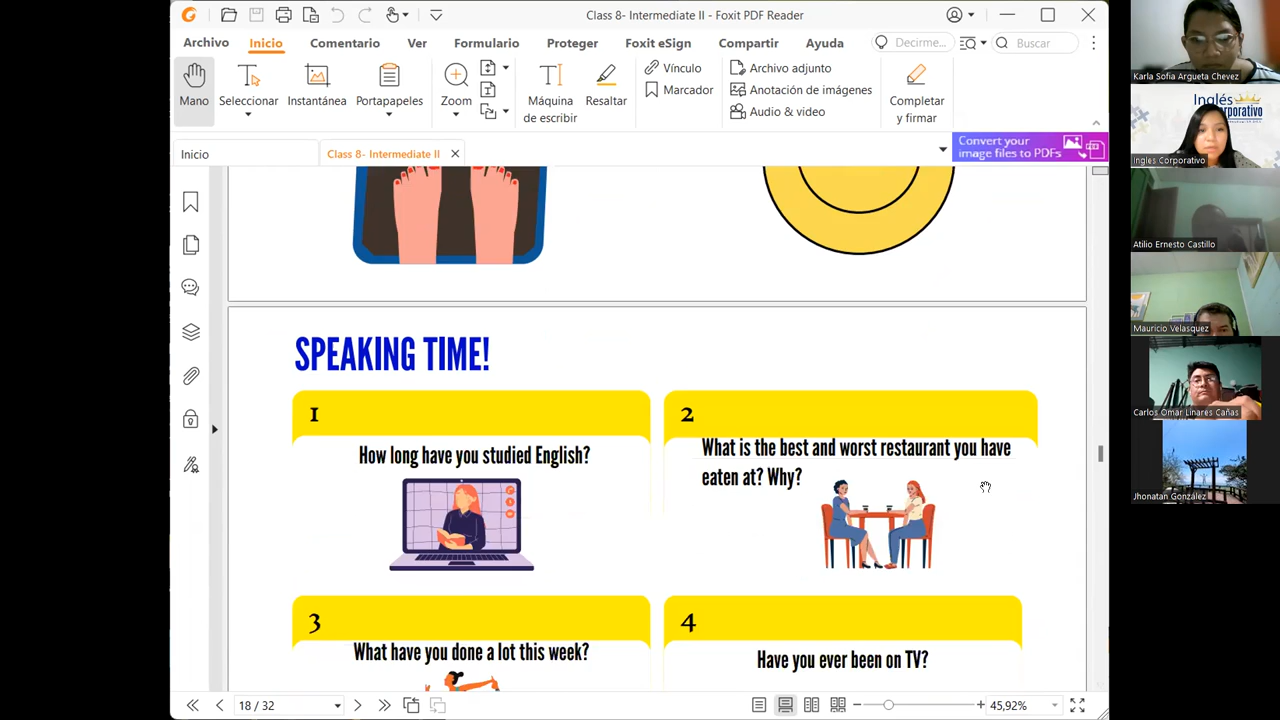 Class 8- Intermediate II - Foxit PDF Reader
Archivo Inicio Comentario Ver Formulario Proteger Foxit eSign Compartir Ayuda Decirme... Buscar
Mano Seleccionar Instantánea Portapapeles Zoom Máquina de escribir Resaltar
Vínculo
Marcador
Archivo adjunto
Anotación de imágenes
Audio & video
Completar y firmar
Inicio
Class 8- Intermediate II
Convert your
image files to PDFs
SPEAKING TIME!
1
How long have you studied English?
2
What is the best and worst restaurant you have
eaten at? Why?
3
What have you done a lot this week?
4
Have you ever been on TV?
18 / 32
45,92%
Karla Sofia Argueta Chevez
Inglés
Corporativo
Ingles Corporativo
Atilio Ernesto Castillo
Mauricio Velasquez
Carlos Omar Linares Cañas
Jhonatan González